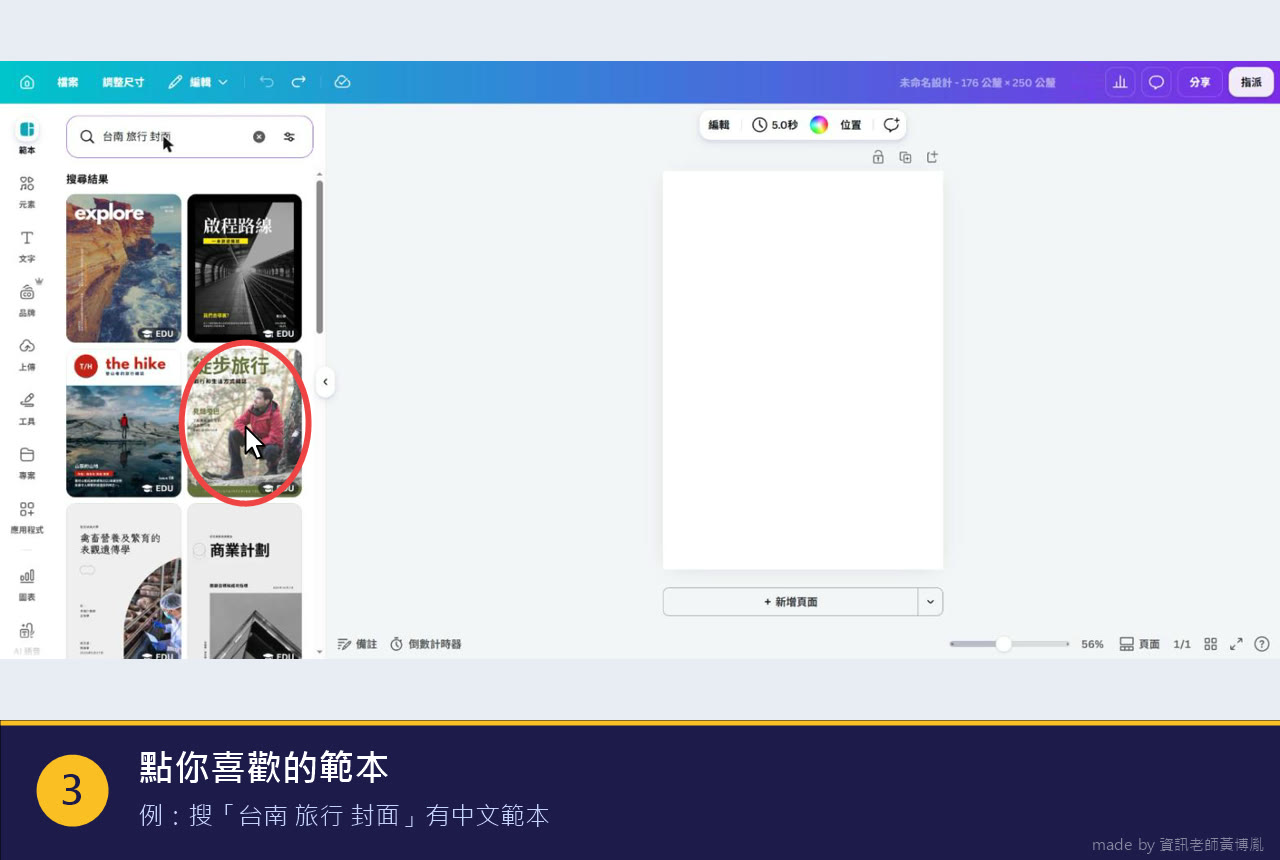 檔案 調整尺寸 編輯 未命名設計 - 176 公釐 × 250 公釐 分享 指派
範本
元素
文字
品牌
上傳
工具
專案
應用程式
圖表
AI 語音
台南 旅行 封面
搜尋結果
explore
EDU
啟程路線
EDU
T/H the hike
EDU
徒步旅行
EDU
禽畜營養及繁育的
表觀遺傳學
EDU
商業計劃
EDU
編輯 5.0秒 位置
+ 新增頁面
備註 倒數計時器 56% 頁面 1/1
3
點你喜歡的範本
例：搜「台南 旅行 封面」有中文範本
made by 資訊老師黃博胤